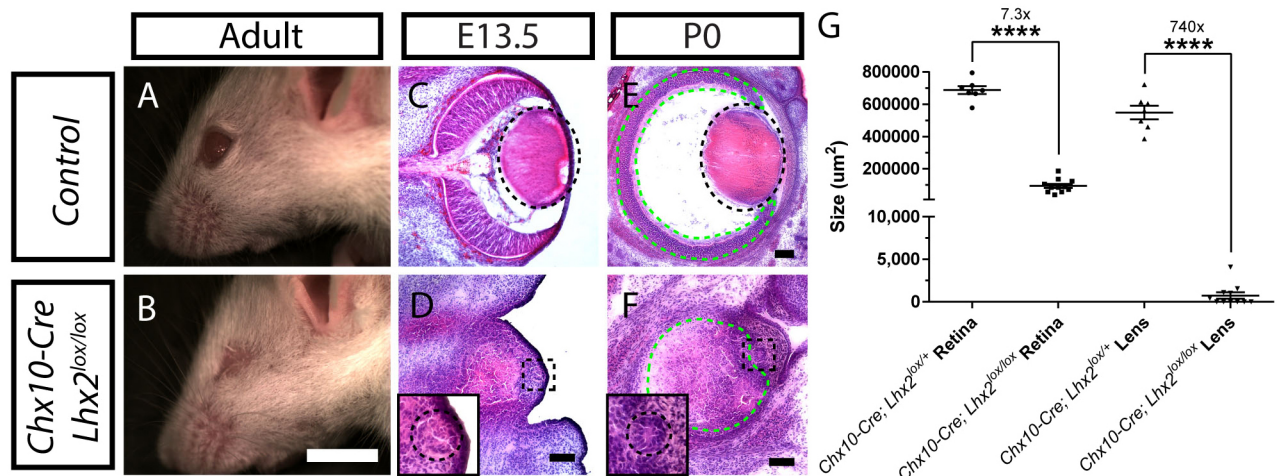 Adult
E13.5
P0
Control
Chx10-Cre
Lhx2lox/lox
A
B
C
D
E
F
G
7.3x
****
740x
****
Size (um2)
800000
600000
400000
200000
10,000
5,000
0
Chx10-Cre; Lhx2lox/+ Retina
Chx10-Cre; Lhx2lox/lox Retina
Chx10-Cre; Lhx2lox/+ Lens
Chx10-Cre; Lhx2lox/lox Lens